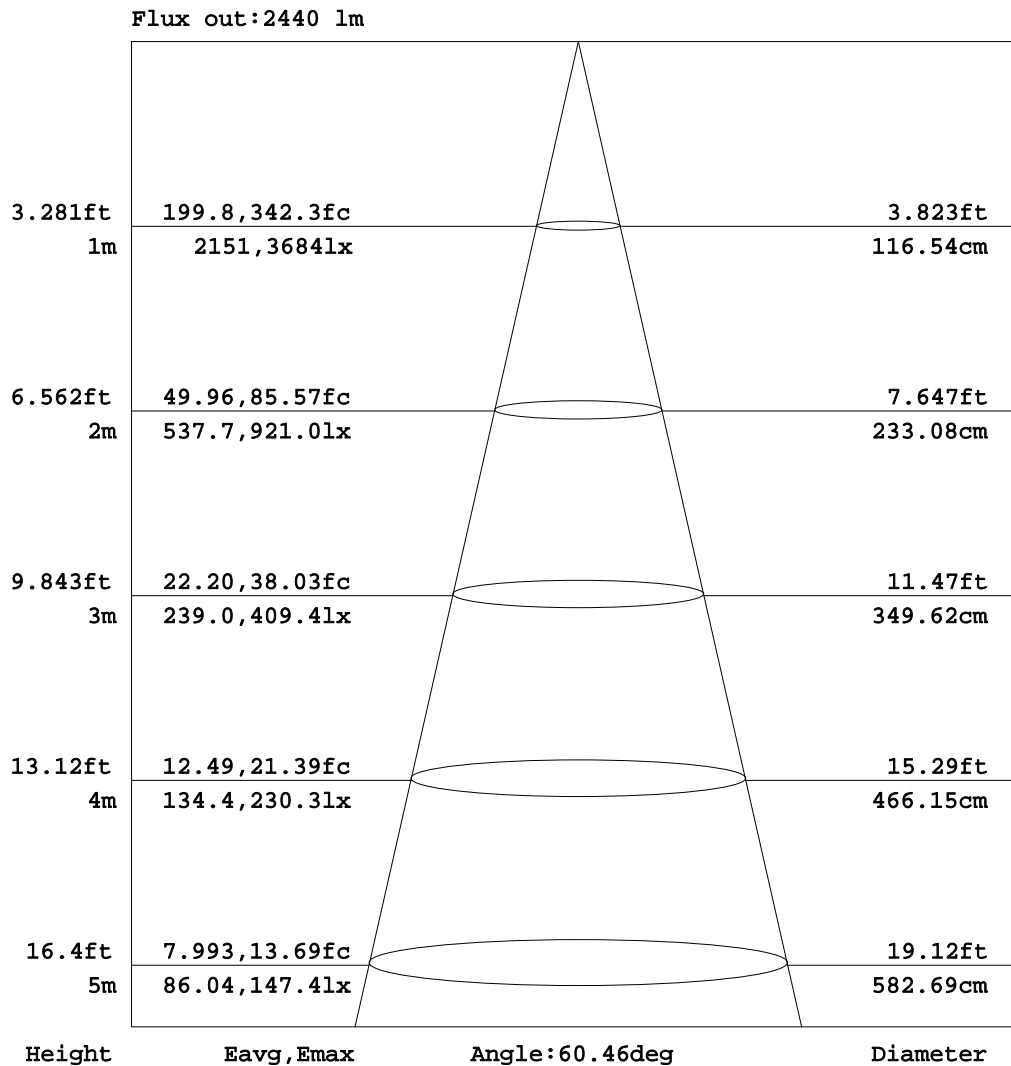 Flux out:2440 lm
3.281ft 199.8,342.3fc 3.823ft
1m 2151,3684lx 116.54cm
6.562ft 49.96,85.57fc 7.647ft
2m 537.7,921.0lx 233.08cm
9.843ft 22.20,38.03fc 11.47ft
3m 239.0,409.4lx 349.62cm
13.12ft 12.49,21.39fc 15.29ft
4m 134.4,230.3lx 466.15cm
16.4ft 7.993,13.69fc 19.12ft
5m 86.04,147.4lx 582.69cm
Height Eavg,Emax Angle:60.46deg Diameter